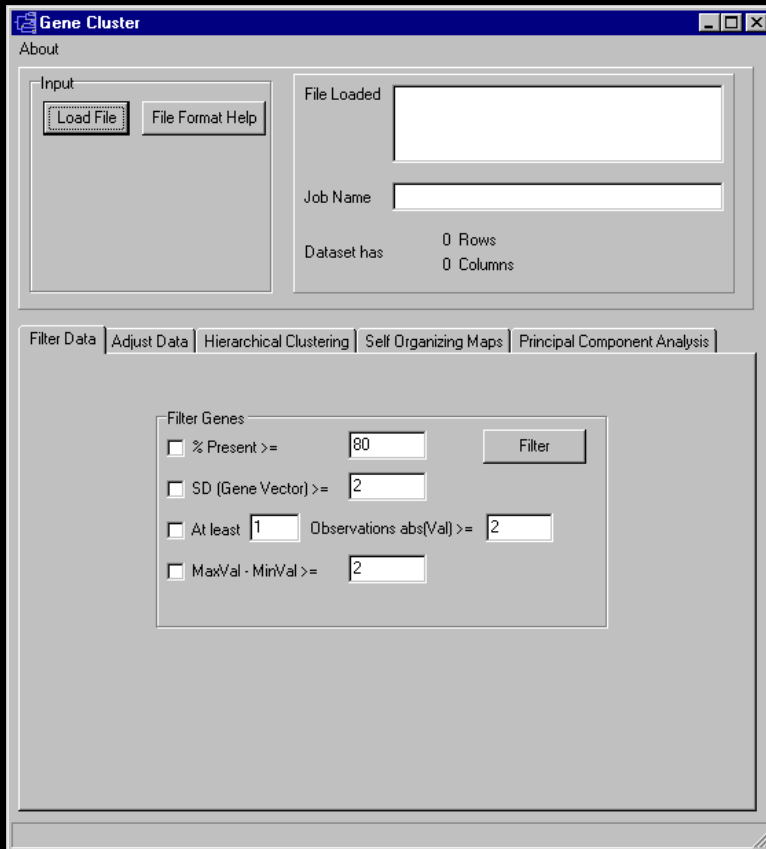 Gene Cluster
About
Input
Load File
File Format Help
File Loaded
Job Name
Dataset has
0 Rows
0 Columns
Filter Data
Adjust Data
Hierarchical Clustering
Self Organizing Maps
Principal Component Analysis
Filter Genes
% Present >= 80
Filter
SD (Gene Vector) >= 2
At least 1 Observations abs(Val) >= 2
MaxVal - MinVal >= 2